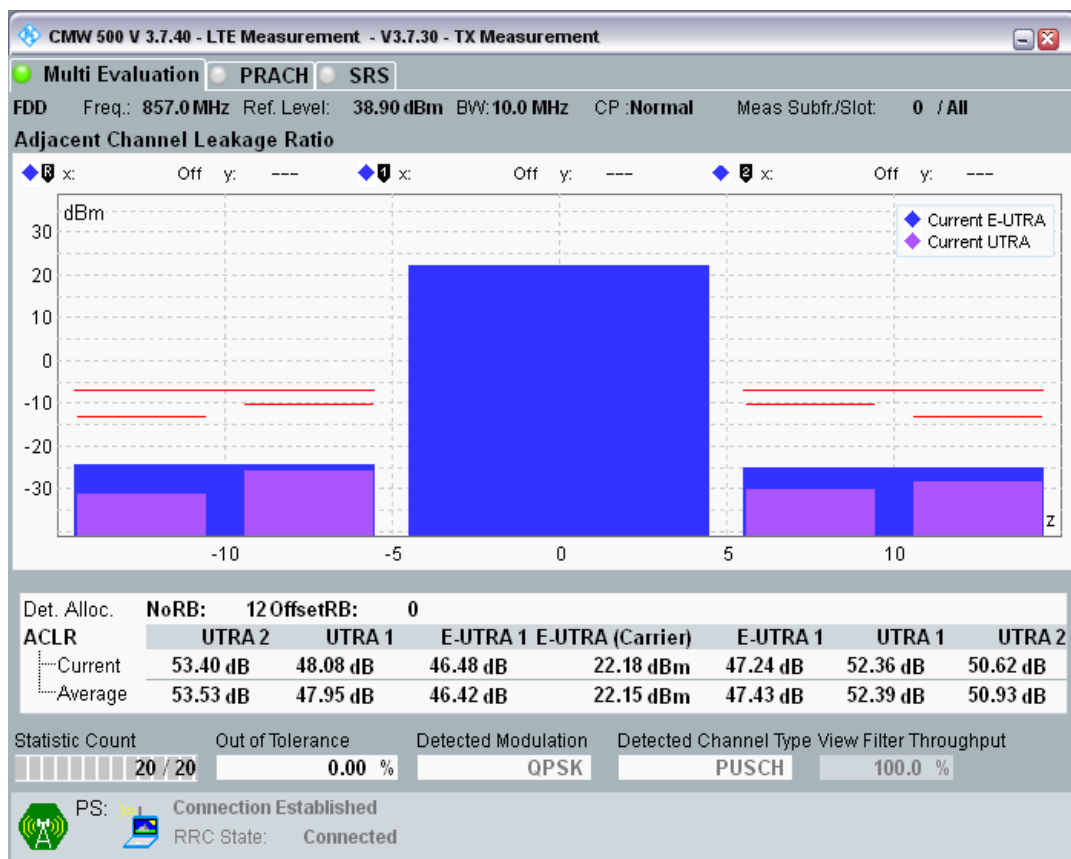 CMW 500 V 3.7.40 - LTE Measurement - V3.7.30 - TX Measurement
Multi Evaluation PRACH SRS
FDD Freq.: 857.0 MHz Ref. Level: 38.90 dBm BW: 10.0 MHz CP :Normal Meas Subfr./Slot: 0 / All
Adjacent Channel Leakage Ratio
R x: Off y: --- 1 x: Off y: --- 2 x: Off y: ---
dBm
Current E-UTRA
Current UTRA
30
20
10
0
-10
-20
-30
z
-10 -5 0 5 10
Det. Alloc. NoRB: 12 OffsetRB: 0
ACLR UTRA 2 UTRA 1 E-UTRA 1 E-UTRA (Carrier) E-UTRA 1 UTRA 1 UTRA 2
Current 53.40 dB 48.08 dB 46.48 dB 22.18 dBm 47.24 dB 52.36 dB 50.62 dB
Average 53.53 dB 47.95 dB 46.42 dB 22.15 dBm 47.43 dB 52.39 dB 50.93 dB
Statistic Count Out of Tolerance Detected Modulation Detected Channel Type View Filter Throughput
20 / 20 0.00 % QPSK PUSCH 100.0 %
PS: Connection Established
RRC State: Connected